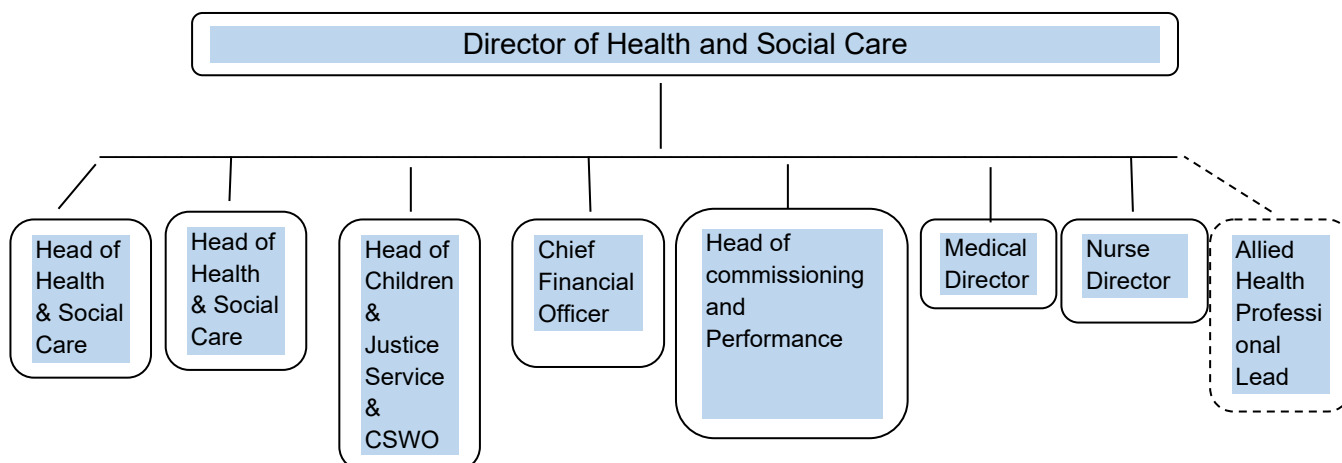 Director of Health and Social Care
Head of
Health
& Social
Care
Head of
Health
& Social
Care
Head of
Children
&
Justice
Service
&
CSWO
Chief
Financial
Officer
Head of
commissioning
and
Performance
Medical
Director
Nurse
Director
Allied
Health
Professi
onal
Lead